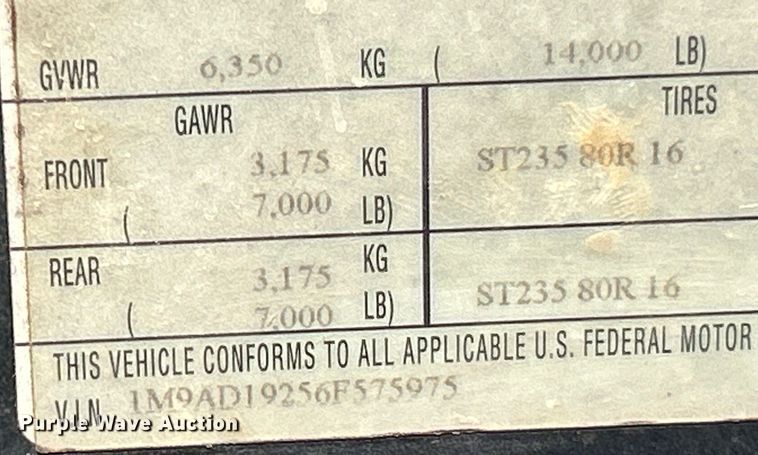 GVWR 6,350 KG ( 14,000 LB)
GAWR TIRES
FRONT 3,175 KG ST235 80R 16
( 7,000 LB)
REAR 3,175 KG ST235 80R 16
( 7,000 LB)
THIS VEHICLE CONFORMS TO ALL APPLICABLE U.S. FEDERAL MOTOR
V.I.N. 1M9AD19256F575975
Purple Wave Auction